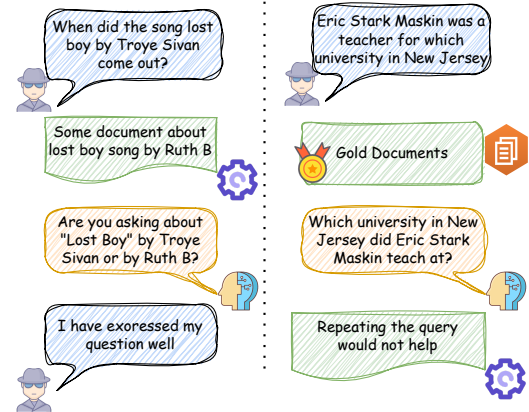 When did the song lost
boy by Troye Sivan
come out?
Some document about
lost boy song by Ruth B
Are you asking about
"Lost Boy" by Troye
Sivan or by Ruth B?
I have exoressed my
question well
Eric Stark Maskin was a
teacher for which
university in New Jersey
Gold Documents
Which university in New
Jersey did Eric Stark
Maskin teach at?
Repeating the query
would not help